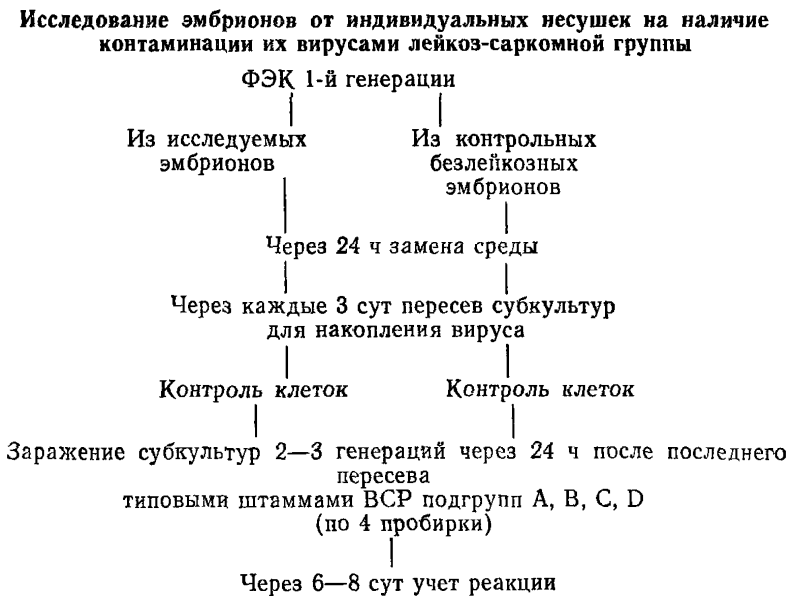 Исследование эмбрионов от индивидуальных несушек на наличие
контаминации их вирусами лейкоз-саркомной группы
ФЭК 1-й генерации
Из исследуемых
эмбрионов
Из контрольных
безлейкозных
эмбрионов
Через 24 ч замена среды
Через каждые 3 сут пересев субкультур
для накопления вируса
Контроль клеток
Контроль клеток
Заражение субкультур 2—3 генераций через 24 ч после последнего
пересева
типовыми штаммами ВСР подгрупп А, В, С, D
(по 4 пробирки)
Через 6—8 сут учет реакции